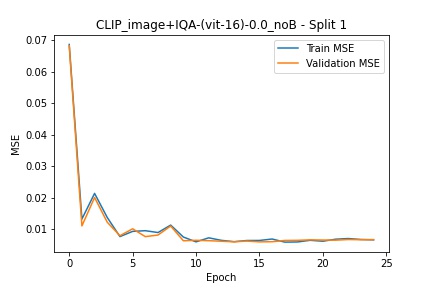 CLIP_image+IQA-(vit-16)-0.0_noB - Split 1
Train MSE
Validation MSE
0.07
0.06
0.05
0.04
0.03
0.02
0.01
MSE
0 5 10 15 20 25
Epoch